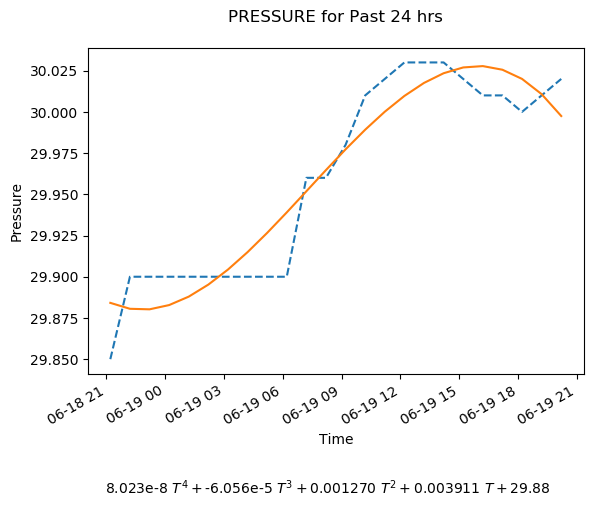 PRESSURE for Past 24 hrs
30.025
30.000
29.975
29.950
29.925
29.900
29.875
29.850
Pressure
06-18 21 06-19 00 06-19 03 06-19 06 06-19 09 06-19 12 06-19 15 06-19 18 06-19 21
Time
8.023e-8 T⁴ + -6.056e-5 T³ + 0.001270 T² + 0.003911 T + 29.88